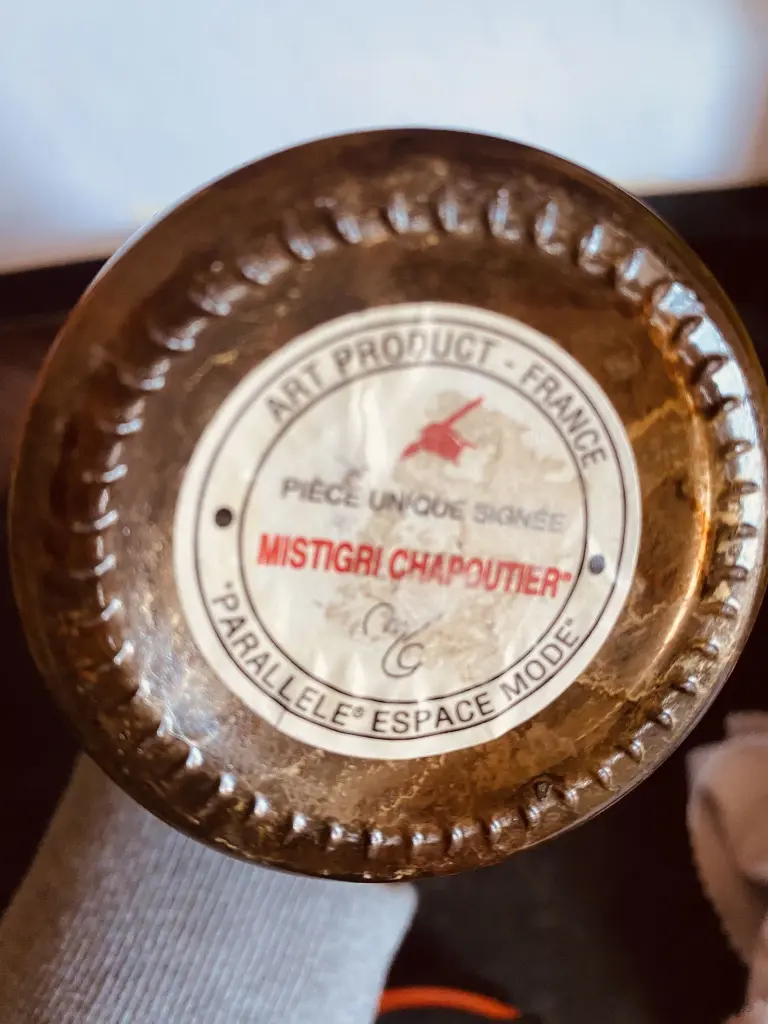 ART PRODUCT - FRANCE
PIÈCE UNIQUE SIGNÉE
MISTIGRI CHAPOUTIER"
"PARALLELE® ESPACE MODE"